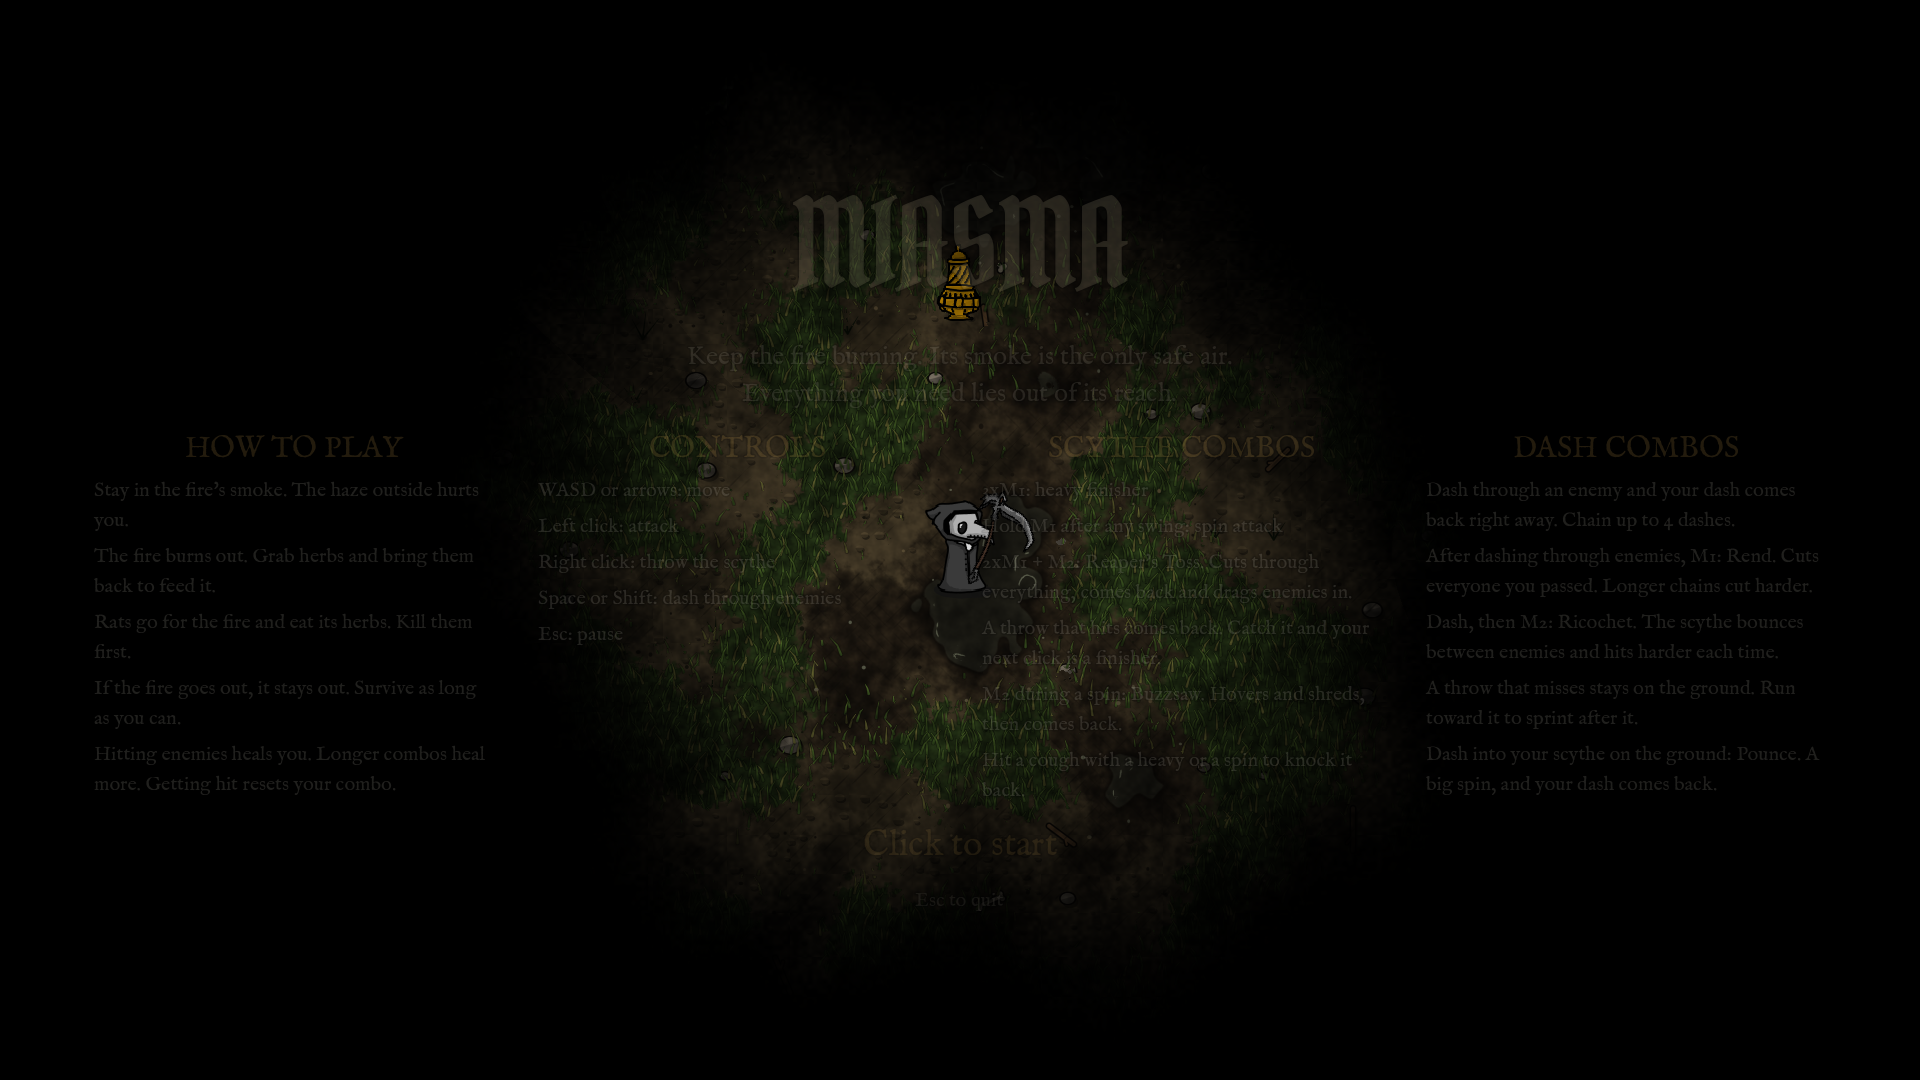 MIASMA
Keep the fire burning. Its smoke is the only safe air.
Everything you need lies out of its reach.
HOW TO PLAY
Stay in the fire's smoke. The haze outside hurts
you.
The fire burns out. Grab herbs and bring them
back to feed it.
Rats go for the fire and eat its herbs. Kill them
first.
If the fire goes out, it stays out. Survive as long
as you can.
Hitting enemies heals you. Longer combos heal
more. Getting hit resets your combo.
CONTROLS
WASD or arrows: move
Left click: attack
Right click: throw the scythe
Space or Shift: dash through enemies
Esc: pause
SCYTHE COMBOS
3xM1: heavy finisher
Hold M1 after any swing: spin attack
2xM1 + M2: Reaper's Toss. Cuts through
everything, comes back and drags enemies in.
A throw that hits comes back. Catch it and your
next click is a finisher.
M2 during a spin: Buzzsaw. Hovers and shreds,
then comes back.
Hit a cough with a heavy or a spin to knock it
back.
DASH COMBOS
Dash through an enemy and your dash comes
back right away. Chain up to 4 dashes.
After dashing through enemies, M1: Rend. Cuts
everyone you passed. Longer chains cut harder.
Dash, then M2: Ricochet. The scythe bounces
between enemies and hits harder each time.
A throw that misses stays on the ground. Run
toward it to sprint after it.
Dash into your scythe on the ground: Pounce. A
big spin, and your dash comes back.
Click to start
Esc to quit